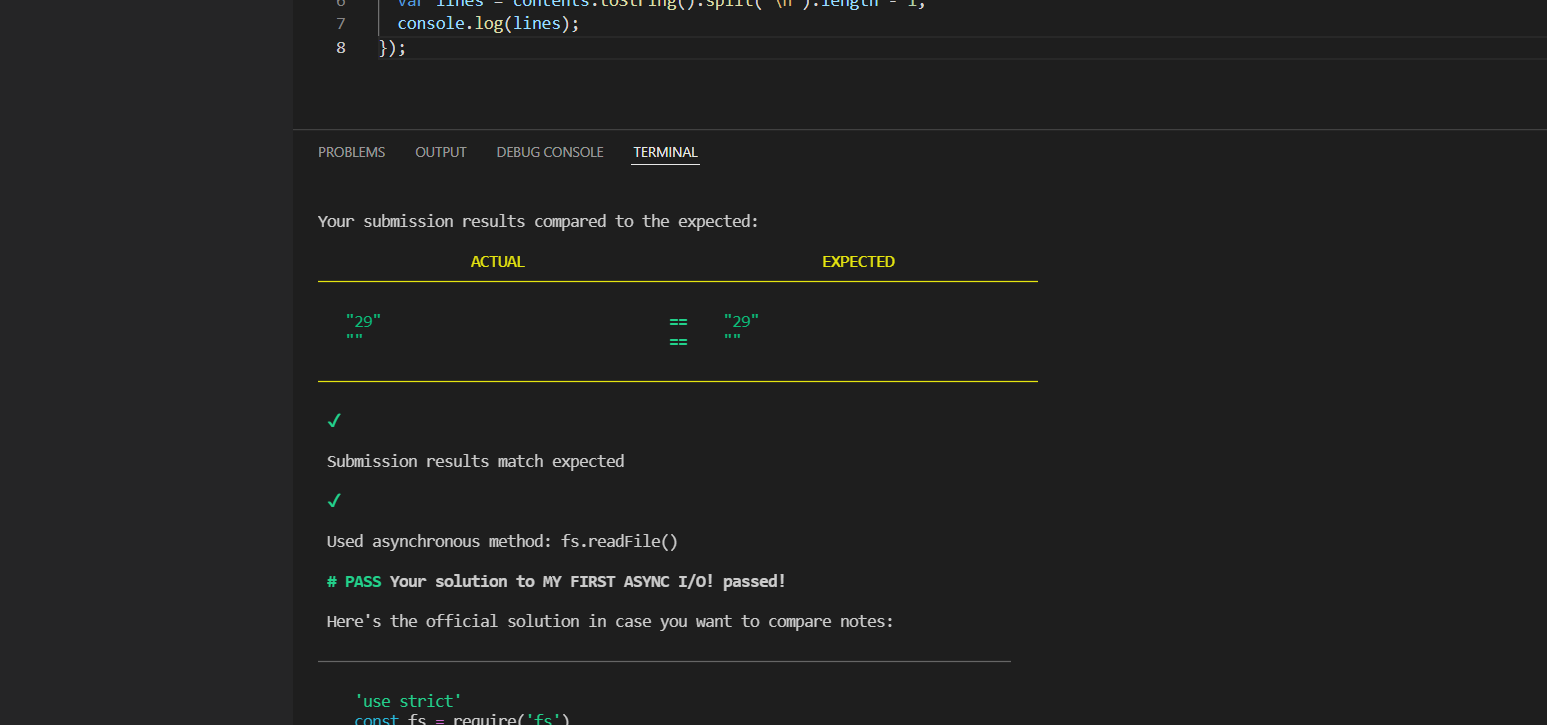 6 var lines = contents.toString().split("\n").length - 1;
7 console.log(lines);
8 });
PROBLEMS OUTPUT DEBUG CONSOLE TERMINAL
Your submission results compared to the expected:
ACTUAL EXPECTED
"29" == "29"
"" == ""
✓
Submission results match expected
✓
Used asynchronous method: fs.readFile()
# PASS Your solution to MY FIRST ASYNC I/O! passed!
Here's the official solution in case you want to compare notes:
'use strict'
const fs = require('fs')